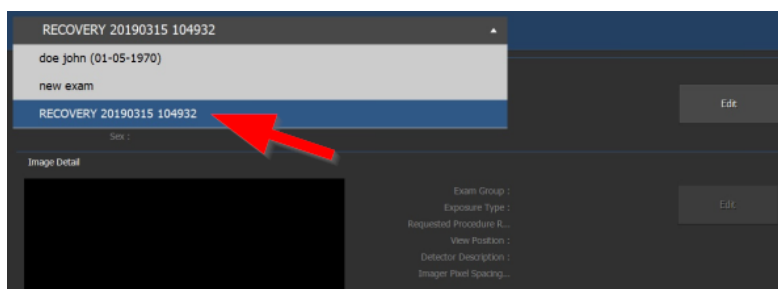 RECOVERY 20190315 104932
doe john (01-05-1970)
new exam
RECOVERY 20190315 104932
Edit
Sex :
Image Detail
Exam Group :
Edit
Exposure Type :
Requested Procedure R...
View Position :
Detector Description :
Imager Pixel Spacing...